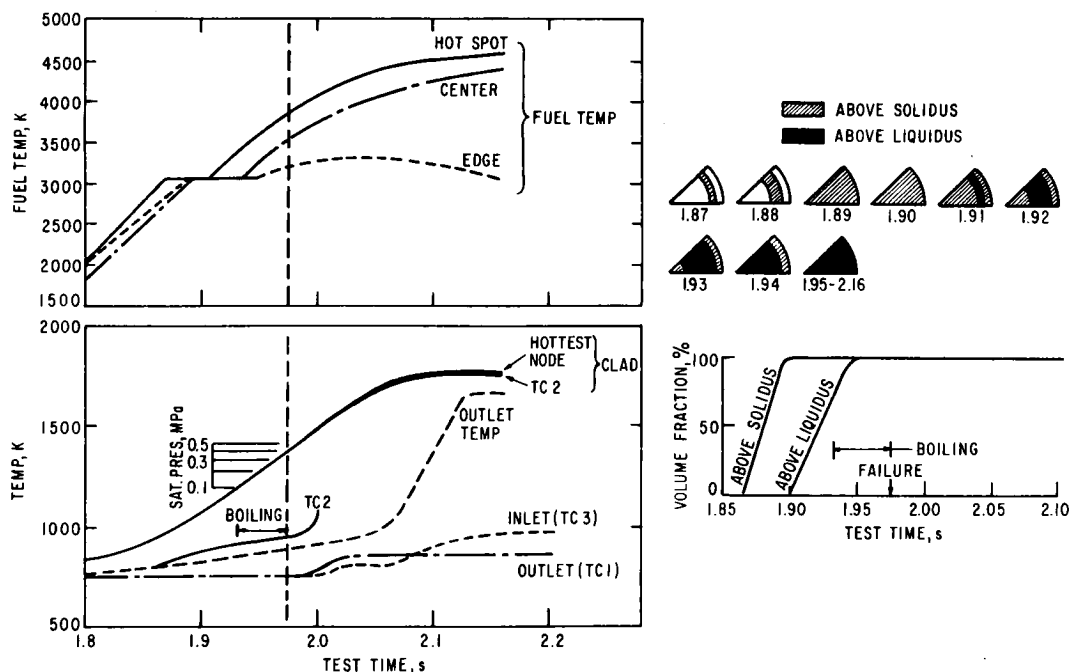 5000
4500
4000
3500
3000
2500
2000
1500
FUEL TEMP, K
HOT SPOT
CENTER
EDGE
FUEL TEMP
2000
1500
1000
500
TEMP, K
SAT. PRES, MPa
0.5
0.3
0.1
BOILING
TC2
HOTTEST
NODE
TC 2
CLAD
OUTLET
TEMP
INLET (TC 3)
OUTLET (TC1)
1.8
1.9
2.0
2.1
2.2
TEST TIME, s
ABOVE SOLIDUS
ABOVE LIQUIDUS
1.87
1.88
1.89
1.90
1.91
1.92
1.93
1.94
1.95-2.16
VOLUME FRACTION, %
100
50
0
ABOVE SOLIDUS
ABOVE LIQUIDUS
BOILING
FAILURE
1.85
1.90
1.95
2.00
2.05
2.10
TEST TIME, s